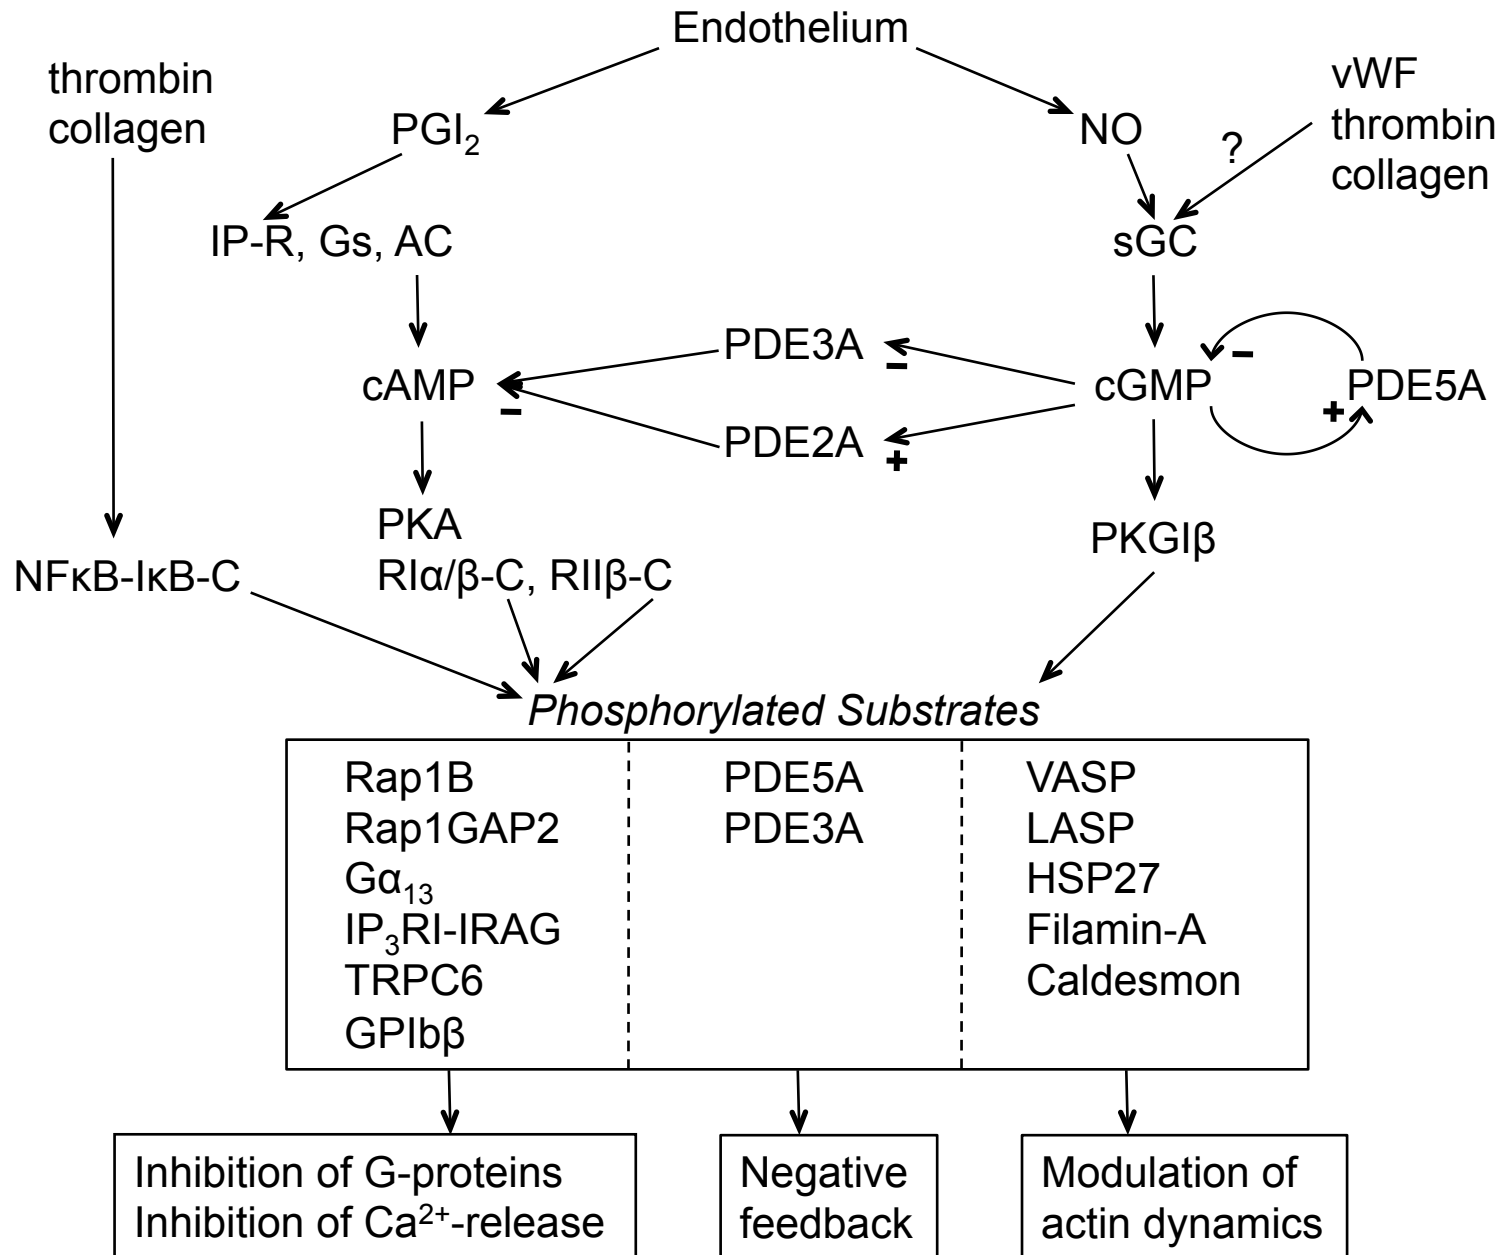 Endothelium
thrombin
collagen
PGI₂
NO
vWF
thrombin
collagen
?
IP-R, Gs, AC
sGC
cAMP
-
PDE3A
-
PDE2A
+
cGMP
-
+
PDE5A
PKA
RIα/β-C, RIIβ-C
PKGIβ
NFκB-IκB-C
Phosphorylated Substrates
Rap1B
Rap1GAP2
Gα₁₃
IP₃RI-IRAG
TRPC6
GPIbβ
PDE5A
PDE3A
VASP
LASP
HSP27
Filamin-A
Caldesmon
Inhibition of G-proteins
Inhibition of Ca²⁺-release
Negative
feedback
Modulation of
actin dynamics